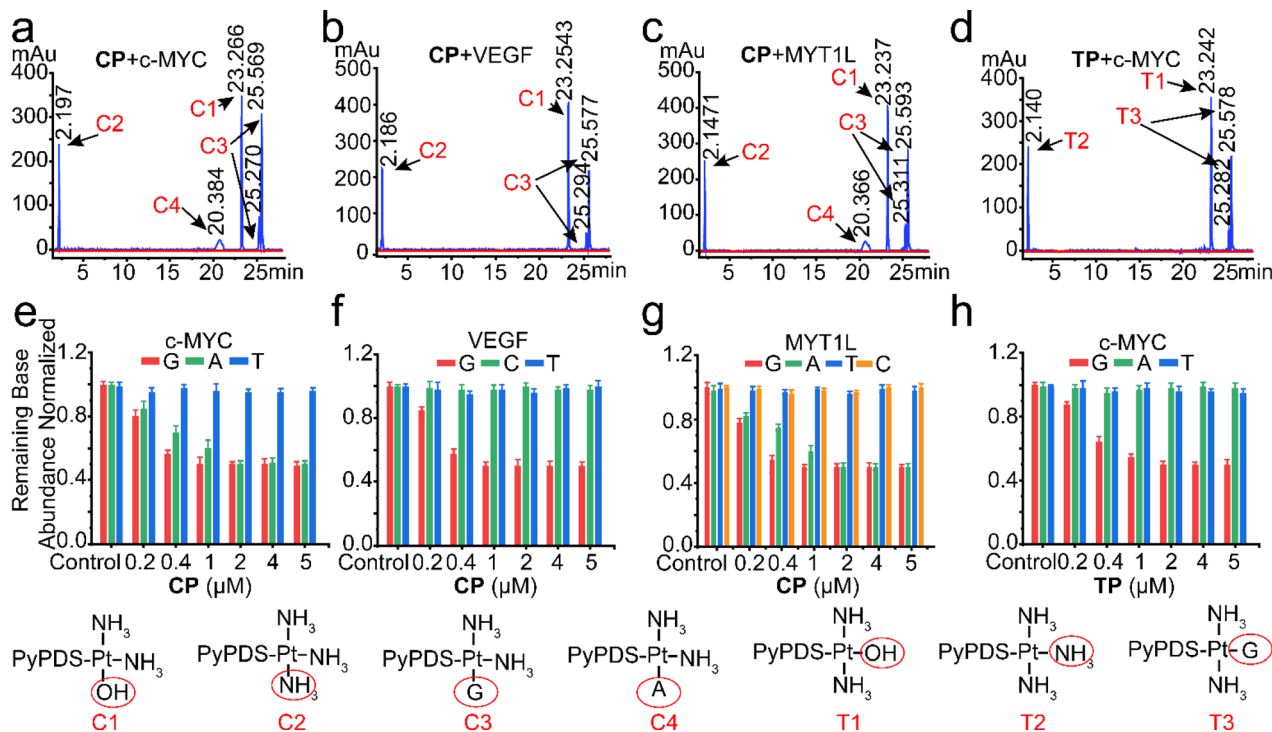 a
mAu
CP+c-MYC
400
300
200
100
0
5 10 15 20 25min
2.197
C2
C4
20.384
C1
23.266
C3
25.270
25.569
b
mAu
CP+VEGF
500
400
300
200
100
0
5 10 15 20 25min
2.186
C2
C1
23.2543
C3
25.294
25.577
c
mAu
CP+MYT1L
500
400
300
200
100
0
5 10 15 20 25min
2.1471
C2
C4
20.366
C1
23.237
C3
25.311
25.593
d
mAu
TP+c-MYC
400
300
200
100
0
5 10 15 20 25min
2.140
T2
T1
23.242
T3
25.282
25.578
e
c-MYC
G A T
Remaining Base
Abundance Normalized
1.2
0.8
0.4
0.0
Control 0.2 0.4 1 2 4 5
CP (μM)
f
VEGF
G C T
1.2
0.8
0.4
0.0
Control 0.2 0.4 1 2 4 5
CP (μM)
g
MYT1L
G A T C
1.2
0.8
0.4
0.0
Control 0.2 0.4 1 2 4 5
CP (μM)
h
c-MYC
G A T
1.2
0.8
0.4
0.0
Control 0.2 0.4 1 2 4 5
TP (μM)
NH3
PyPDS-Pt-NH3
OH
C1
NH3
PyPDS-Pt-NH3
NH3
C2
NH3
PyPDS-Pt-NH3
G
C3
NH3
PyPDS-Pt-NH3
A
C4
NH3
PyPDS-Pt-OH
NH3
T1
NH3
PyPDS-Pt-NH3
NH3
T2
NH3
PyPDS-Pt-G
NH3
T3